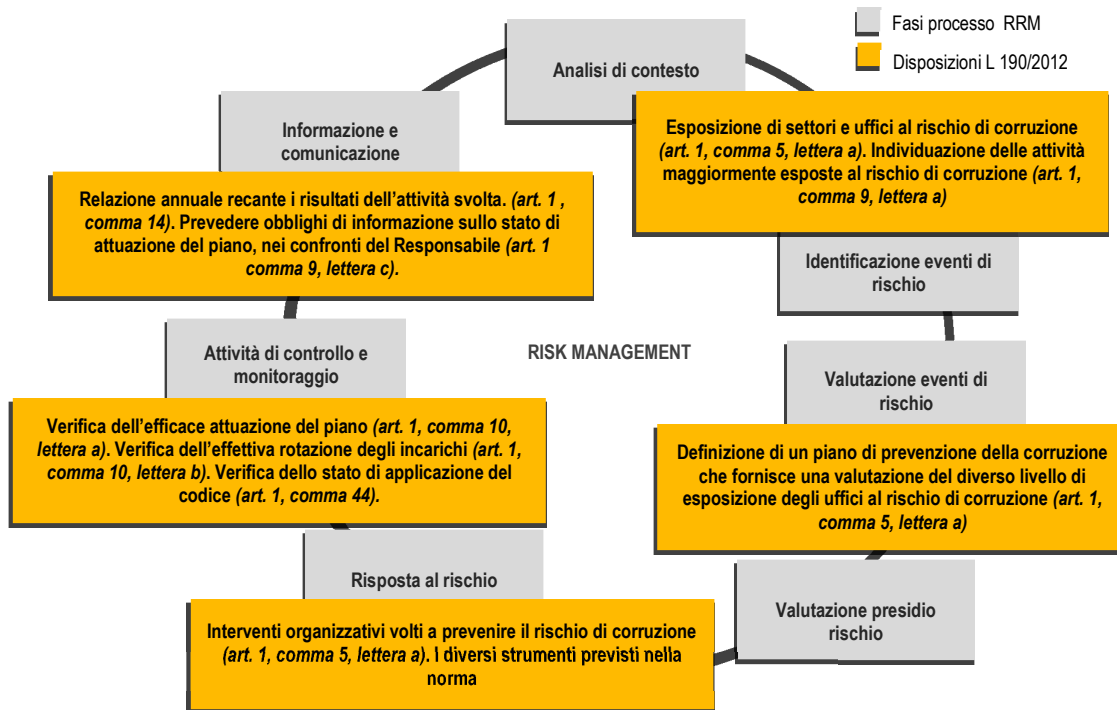 Fasi processo RRM
Disposizioni L 190/2012
Analisi di contesto
Esposizione di settori e uffici al rischio di corruzione
(art. 1, comma 5, lettera a). Individuazione delle attività
maggiormente esposte al rischio di corruzione (art. 1,
comma 9, lettera a)
Identificazione eventi di
rischio
Valutazione eventi di
rischio
Definizione di un piano di prevenzione della corruzione
che fornisce una valutazione del diverso livello di
esposizione degli uffici al rischio di corruzione (art. 1,
comma 5, lettera a)
Valutazione presidio
rischio
Risposta al rischio
Interventi organizzativi volti a prevenire il rischio di corruzione
(art. 1, comma 5, lettera a). I diversi strumenti previsti nella
norma
Attività di controllo e
monitoraggio
Verifica dell’efficace attuazione del piano (art. 1, comma 10,
lettera a). Verifica dell’effettiva rotazione degli incarichi (art. 1,
comma 10, lettera b). Verifica dello stato di applicazione del
codice (art. 1, comma 44).
Informazione e
comunicazione
Relazione annuale recante i risultati dell’attività svolta. (art. 1 ,
comma 14). Prevedere obblighi di informazione sullo stato di
attuazione del piano, nei confronti del Responsabile (art. 1
comma 9, lettera c).
RISK MANAGEMENT